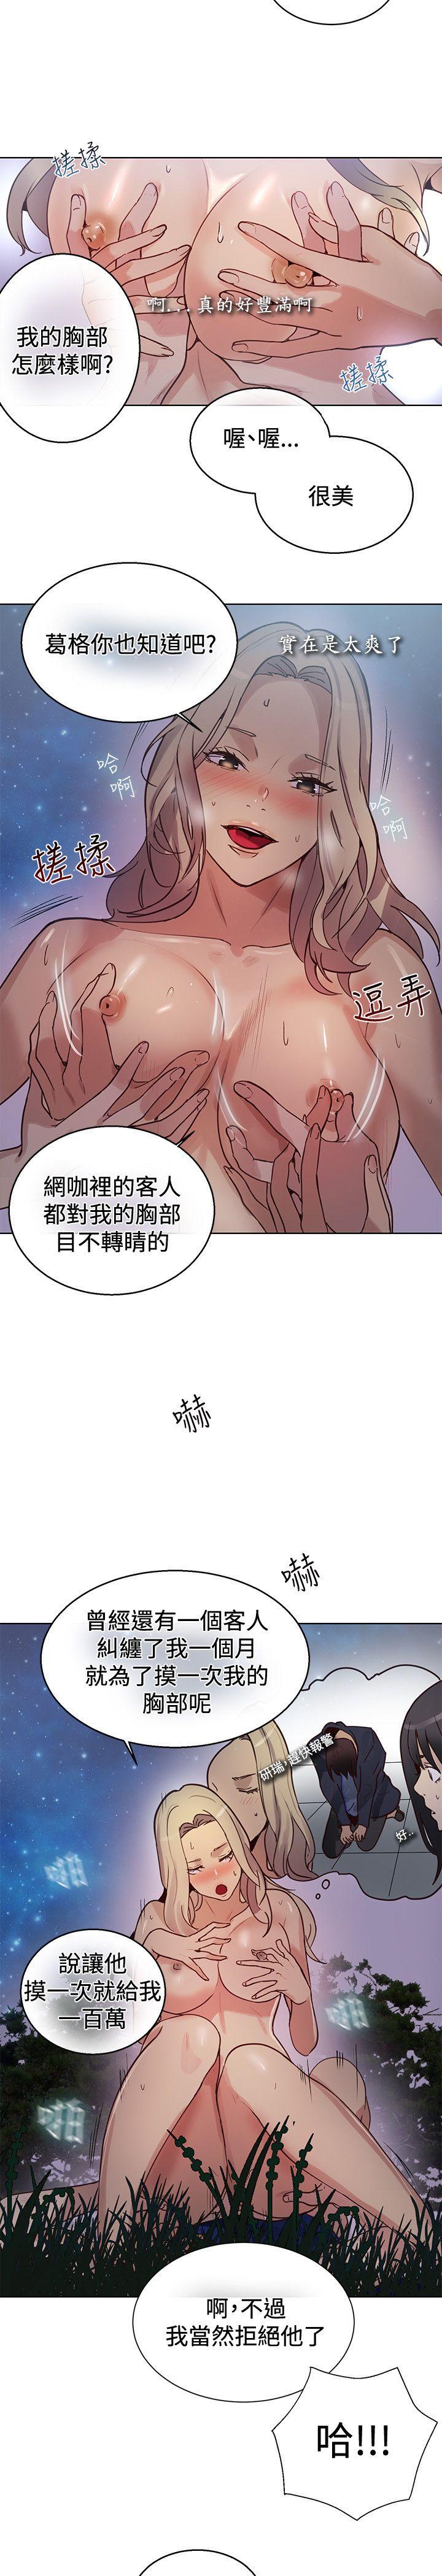 搓揉
啊...真的好豐滿啊
我的胸部
怎麼樣啊?
搓揉
喔、喔...
很美
葛格你也知道吧?
實在是太爽了
哈
啊
哈
啊
搓揉
逗弄
網咖裡的客人
都對我的胸部
目不轉睛的
嚇
嚇
曾經還有一個客人
糾纏了我一個月
就為了摸一次我的
胸部呢
研瑞，趕快報警
好..
說讓他
摸一次就給我
一百萬
啊，不過
我當然拒絕他了
哈!!!